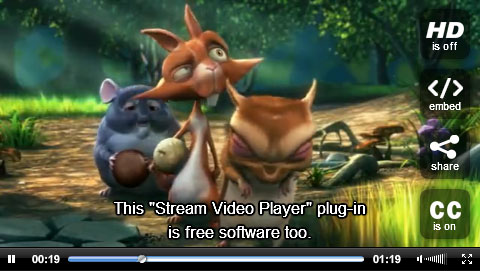 HD
is off
</>
embed
share
CC
is on
This "Stream Video Player" plug-in
is free software too.
00:19
01:19